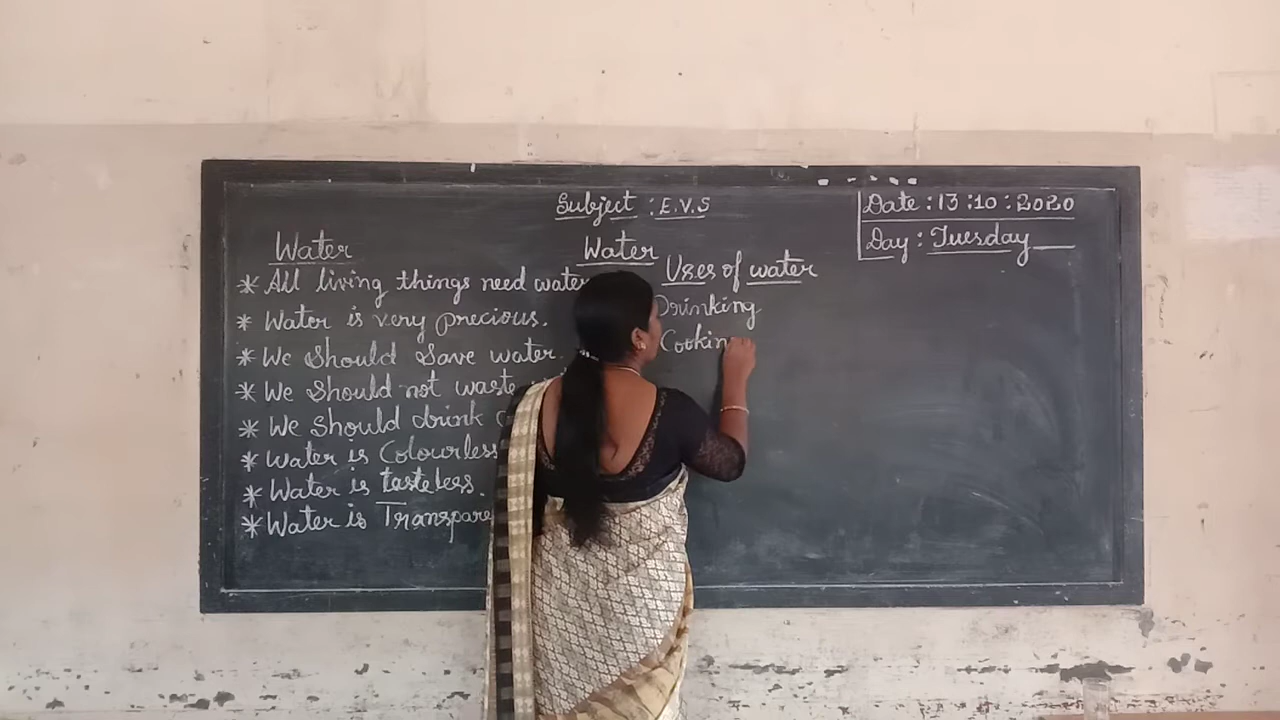 Subject : E.V.S
Date : 13 : 10 : 2020
Day : Tuesday
Water
Water
* All living things need water
* Water is very precious.
* We should save water.
* We should not waste
* We should drink
* Water is Colourless
* Water is tasteless.
* Water is Transpare
Uses of water
Drinking
Cookin